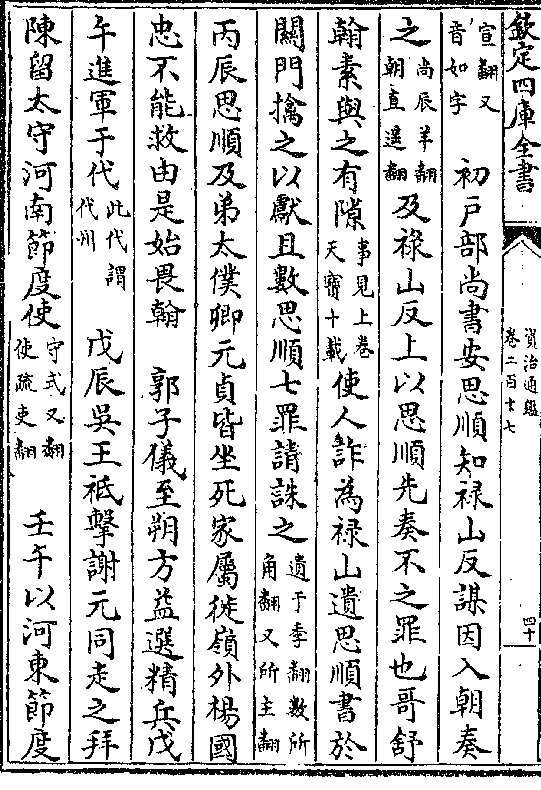 欽定四庫全書
資治通鑑
卷二百十七
四十
宣翻又音如字　初戶部尚書安思順知禄山反謀因入朝奏
之尚辰羊翻朝直遥翻及禄山反上以思順先奏不之罪也哥舒
翰素與之有隙事見上卷天寶十載使人詐為禄山遺思順書於
關門擒之以獻且數思順七罪請誅之遺于季翻數所角翻又所主翻
丙辰思順及弟太僕卿元貞皆坐死家屬徙嶺外楊國
忠不能救由是始畏翰　郭子儀至朔方益選精兵戊
午進軍于代此代謂代州　戊辰吳王祗擊謝元同走之拜
陳留太守河南節度使守式又翻使疏吏翻　壬午以河東節度